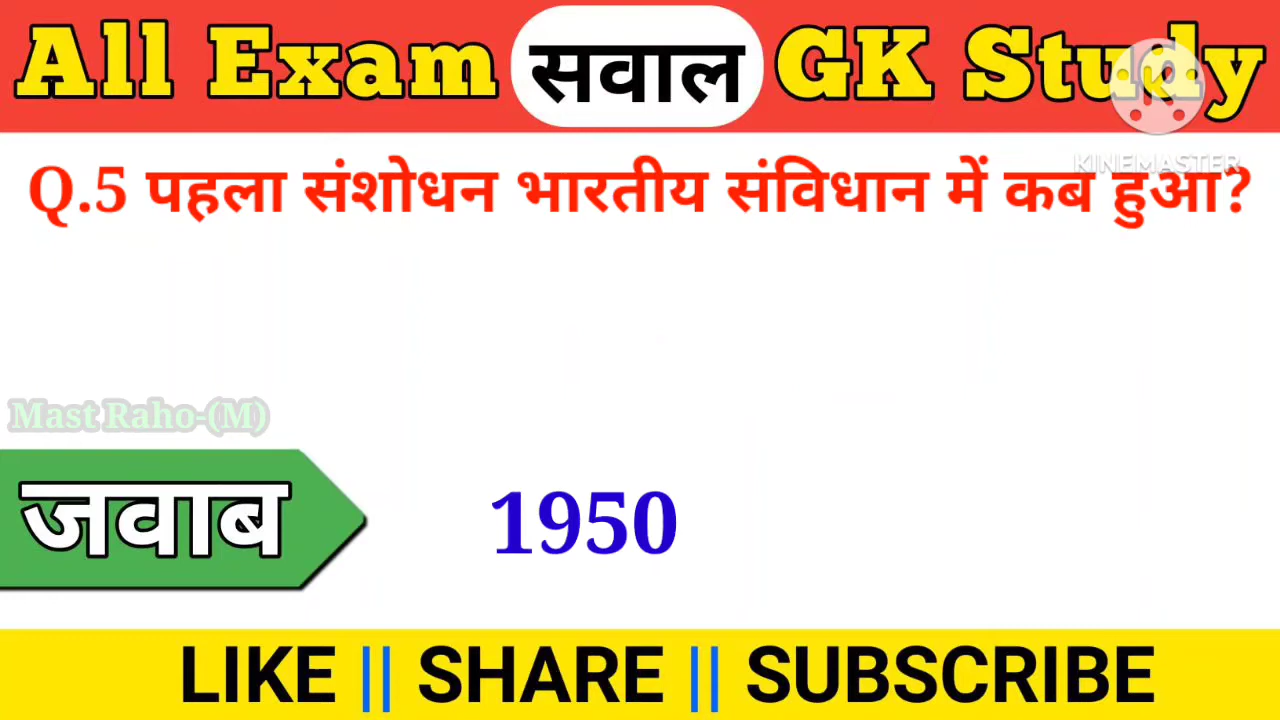 All Exam सवाल GK Study
KINEMASTER
Q.5 पहला संशोधन भारतीय संविधान में कब हुआ?
Mast Raho-(M)
जवाब
1950
LIKE || SHARE || SUBSCRIBE